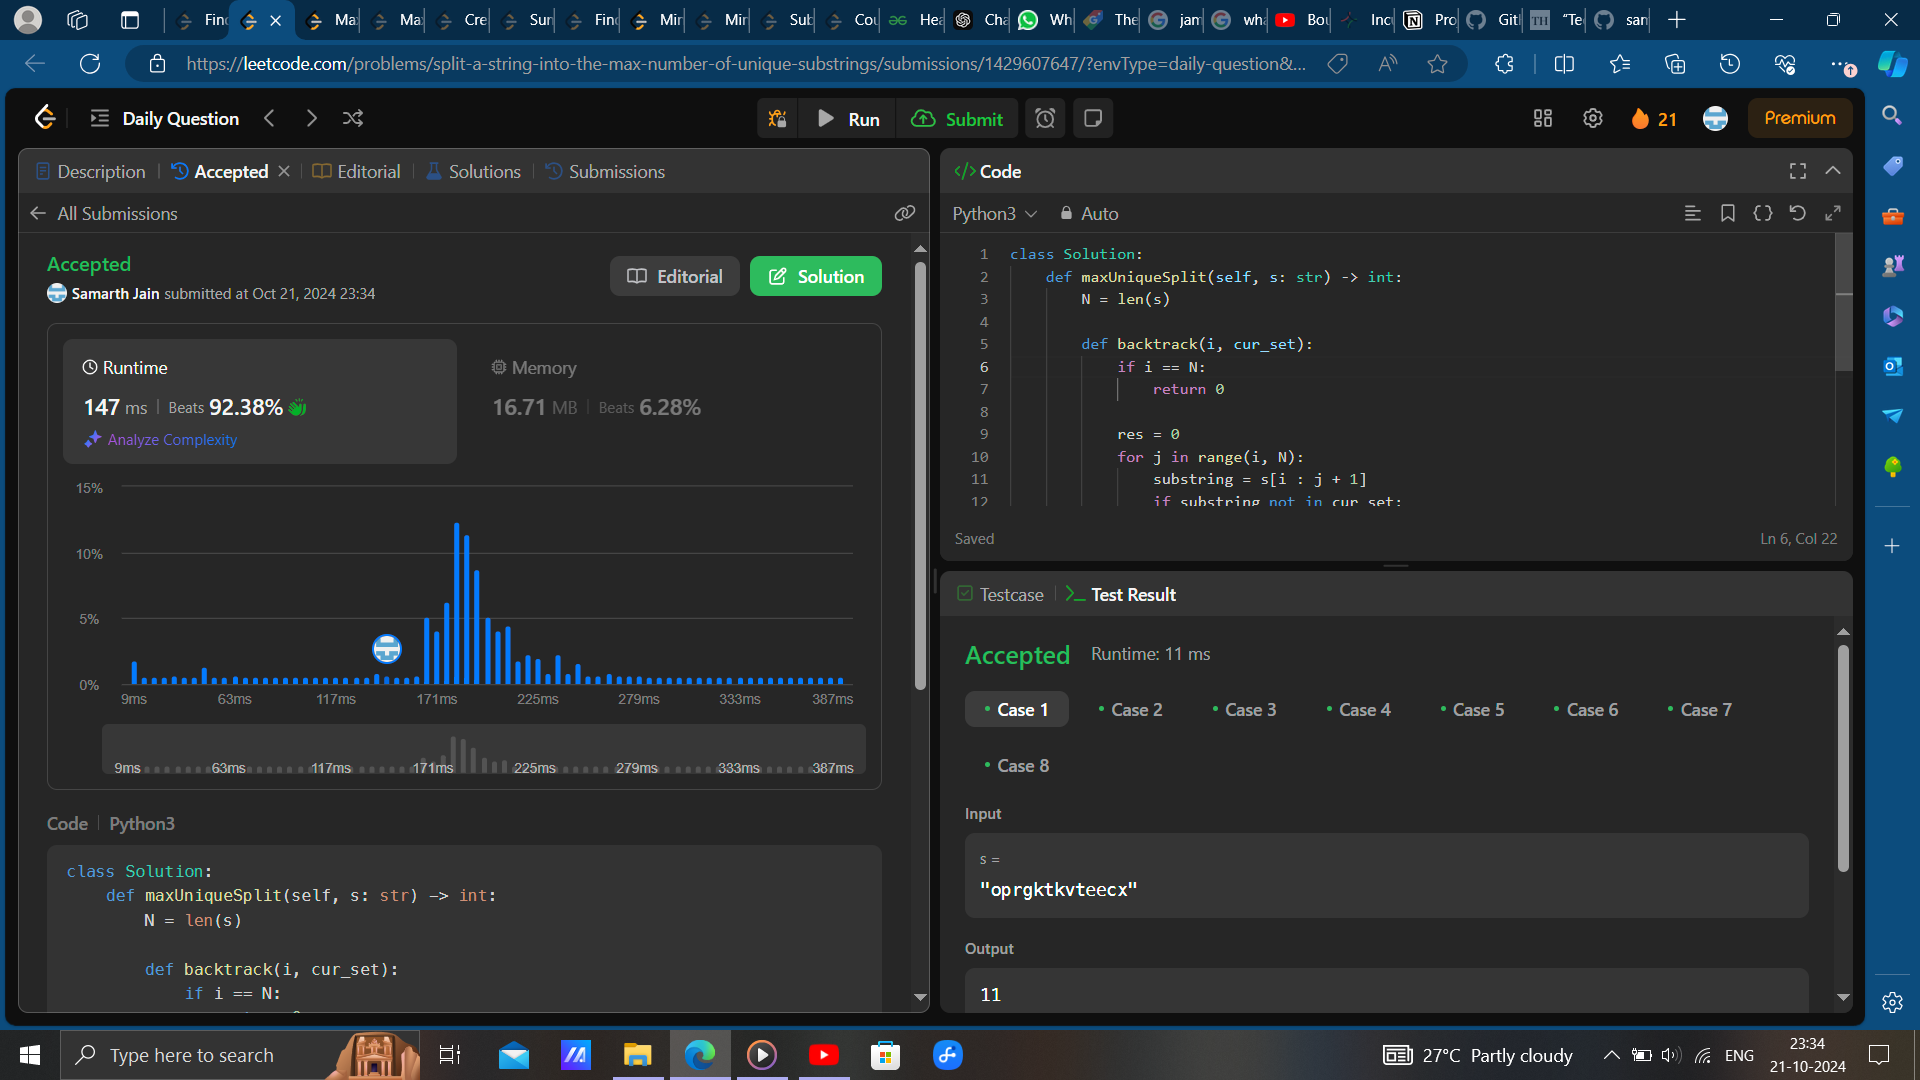 Fin
Ma
Ma
Cre
Sur
Fin
Mir
Mir
Sub
Cou
Hea
Cha
Wh
The
jam
wha
Bou
Incu
Pro
Git
TH "Te
sam
https://leetcode.com/problems/split-a-string-into-the-max-number-of-unique-substrings/submissions/1429607647/?envType=daily-question&...
Daily Question
Run
Submit
21
Premium
Description
Accepted
Editorial
Solutions
Submissions
All Submissions
Accepted
Samarth Jain submitted at Oct 21, 2024 23:34
Editorial
Solution
Runtime
147 ms
Beats 92.38%
Analyze Complexity
Memory
16.71 MB
Beats 6.28%
15%
10%
5%
0%
9ms 63ms 117ms 171ms 225ms 279ms 333ms 387ms
9ms 63ms 117ms 171ms 225ms 279ms 333ms 387ms
Code | Python3
class Solution:
    def maxUniqueSplit(self, s: str) -> int:
        N = len(s)
        def backtrack(i, cur_set):
            if i == N:
</> Code
Python3
Auto
1 class Solution:
2     def maxUniqueSplit(self, s: str) -> int:
3         N = len(s)
4
5         def backtrack(i, cur_set):
6             if i == N:
7                 return 0
8
9             res = 0
10             for j in range(i, N):
11                 substring = s[i : j + 1]
12                 if substring not in cur_set:
Saved
Ln 6, Col 22
Testcase
Test Result
Accepted
Runtime: 11 ms
• Case 1
• Case 2
• Case 3
• Case 4
• Case 5
• Case 6
• Case 7
• Case 8
Input
s =
"oprgktkvteecx"
Output
11
Type here to search
27°C Partly cloudy
ENG
23:34
21-10-2024